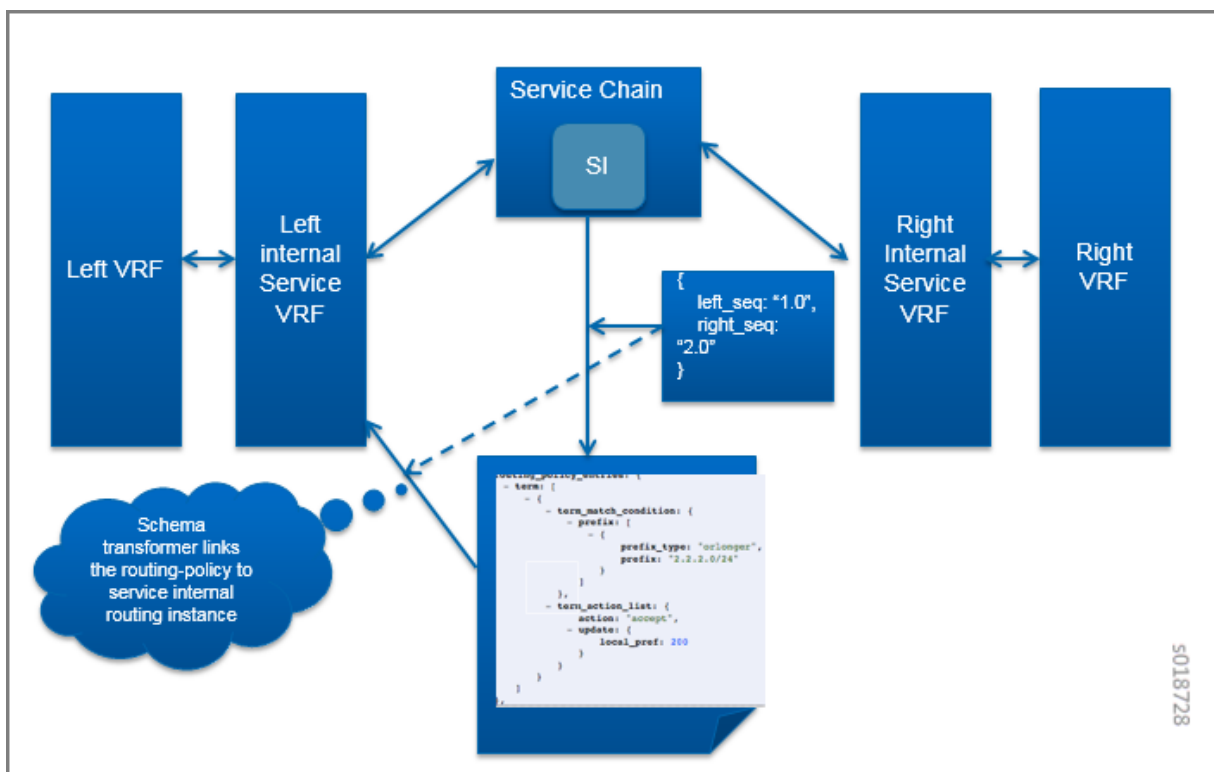 Service Chain
SI
Left VRF
Left
internal
Service
VRF
Right
Internal
Service
VRF
Right
VRF
{
left_seq: “1.0”,
right_seq:
“2.0”
}
Schema
transformer links
the routing-policy to
service internal
routing instance
routing_policy_entries: {
- term: [
- {
- term_match_condition: {
- prefix: [
- {
prefix_type: "orlonger",
prefix: "2.2.2.0/24"
}
]
},
- term_action_list: {
action: "accept",
- update: {
local_pref: 200
}
}
}
]
},
s018728